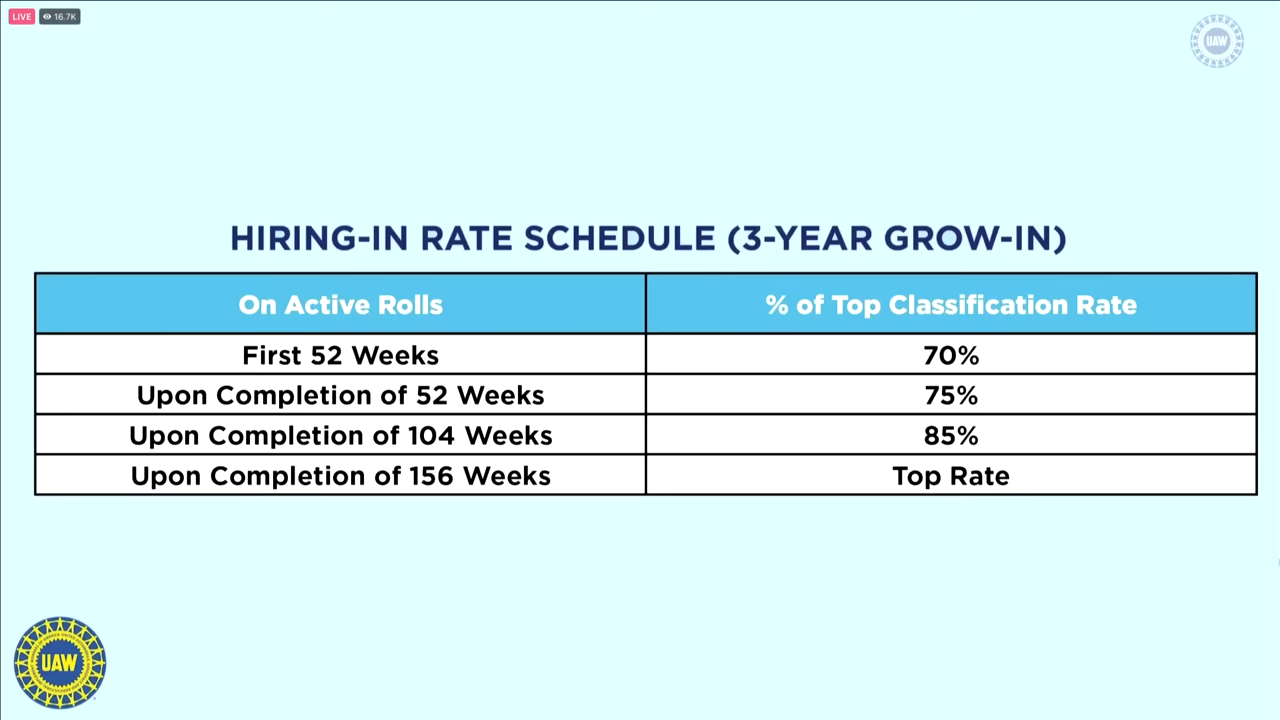 LIVE 16.7K
UAW
HIRING-IN RATE SCHEDULE (3-YEAR GROW-IN)
On Active Rolls % of Top Classification Rate
First 52 Weeks 70%
Upon Completion of 52 Weeks 75%
Upon Completion of 104 Weeks 85%
Upon Completion of 156 Weeks Top Rate
UAW